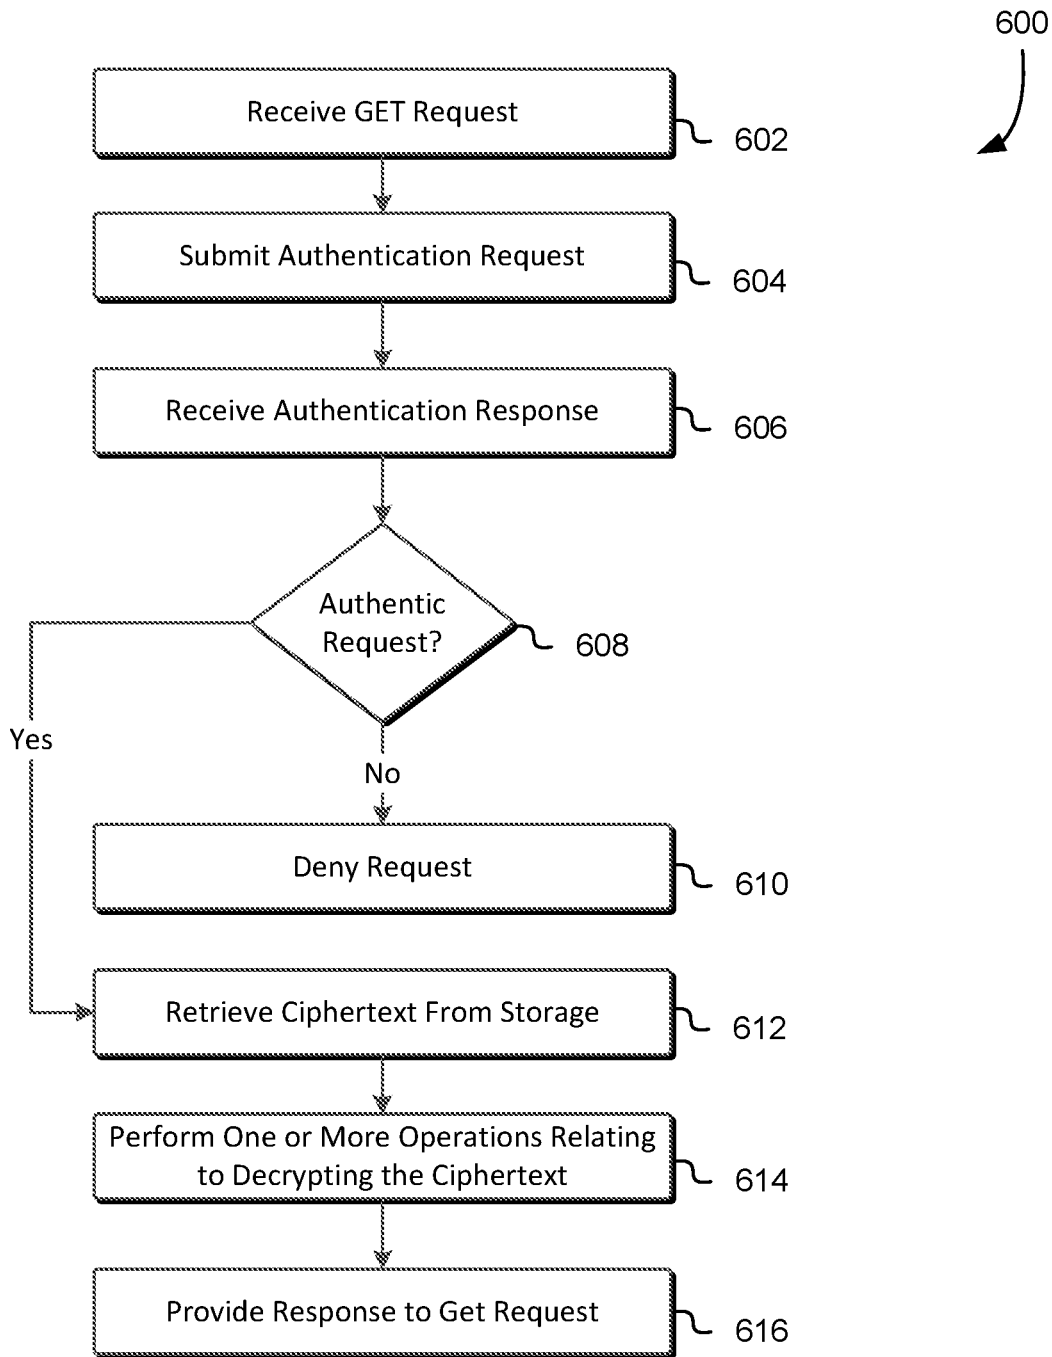 600
Receive GET Request
602
Submit Authentication Request
604
Receive Authentication Response
606
Authentic
Request?
608
Yes
No
Deny Request
610
Retrieve Ciphertext From Storage
612
Perform One or More Operations Relating
to Decrypting the Ciphertext
614
Provide Response to Get Request
616